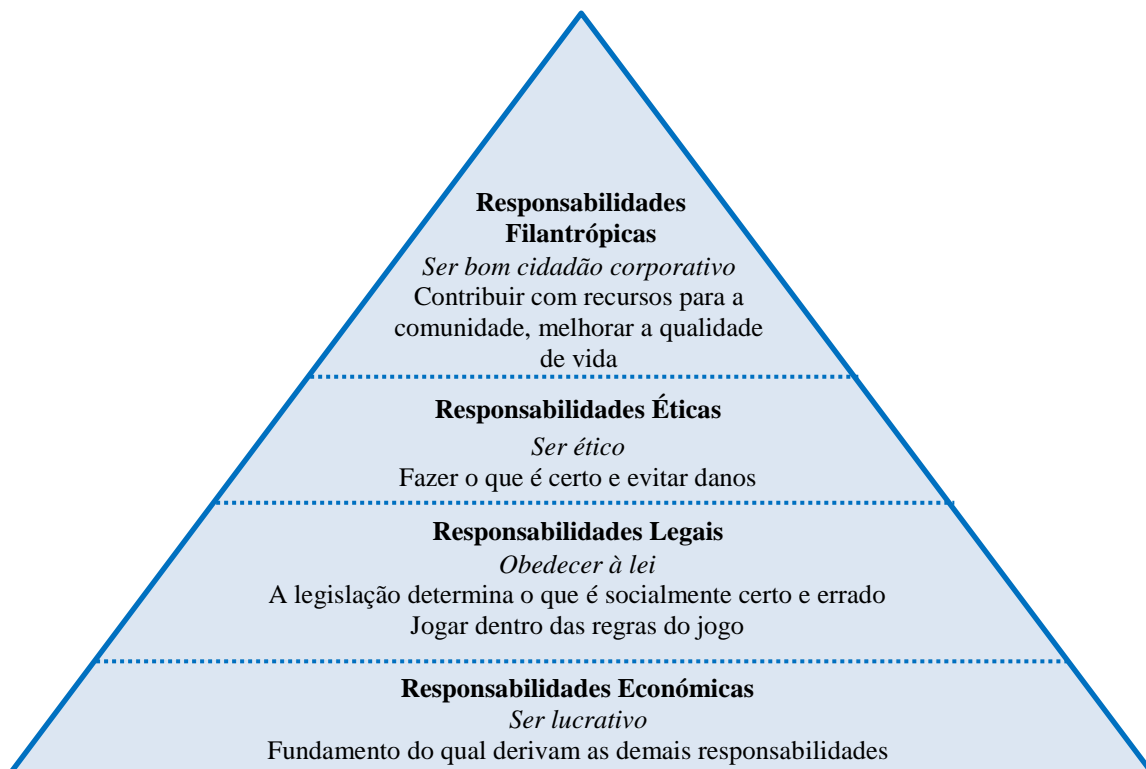 Responsabilidades
Filantrópicas
Ser bom cidadão corporativo
Contribuir com recursos para a
comunidade, melhorar a qualidade
de vida
Responsabilidades Éticas
Ser ético
Fazer o que é certo e evitar danos
Responsabilidades Legais
Obedecer à lei
A legislação determina o que é socialmente certo e errado
Jogar dentro das regras do jogo
Responsabilidades Económicas
Ser lucrativo
Fundamento do qual derivam as demais responsabilidades